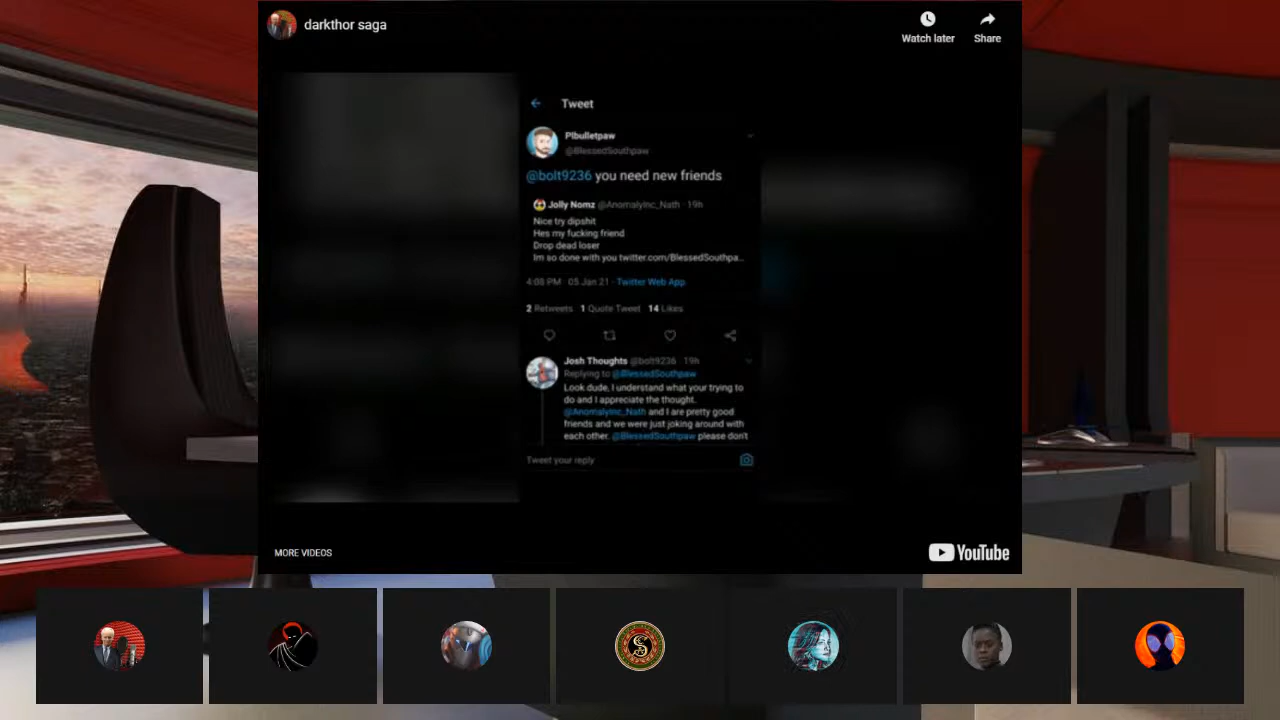 darkthor saga
Watch later
Share
Tweet
Plbulletpaw
@BlessedSouthpaw
@bolt9236 you need new friends
Jolly Nomz @AnomalyInc_Nath · 19h
Nice try dipshit
Hes my fucking friend
Drop dead loser
Im so done with you twitter.com/BlessedSouthpa...
4:08 PM · 05 Jan 21 · Twitter Web App
2 Retweets 1 Quote Tweet 14 Likes
Josh Thoughts @bolt9236 · 19h
Replying to @BlessedSouthpaw
Look dude, I understand what your trying to
do and I appreciate the thought.
@AnomalyInc_Nath and I are pretty good
friends and we were just joking around with
each other. @BlessedSouthpaw please don't
Tweet your reply
MORE VIDEOS
YouTube